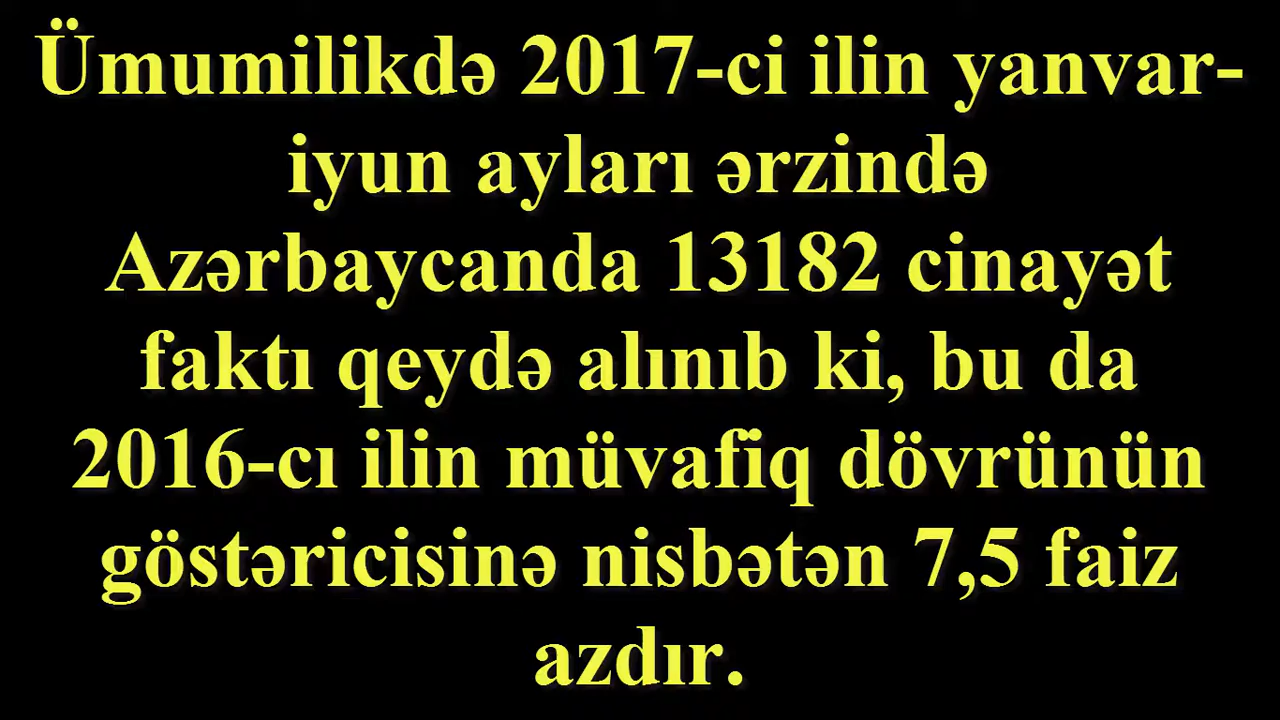 Ümumilikdə 2017-ci ilin yanvar-
iyun ayları ərzində
Azərbaycanda 13182 cinayət
faktı qeydə alınıb ki, bu da
2016-cı ilin müvafiq dövrünün
göstəricisinə nisbətən 7,5 faiz
azdır.